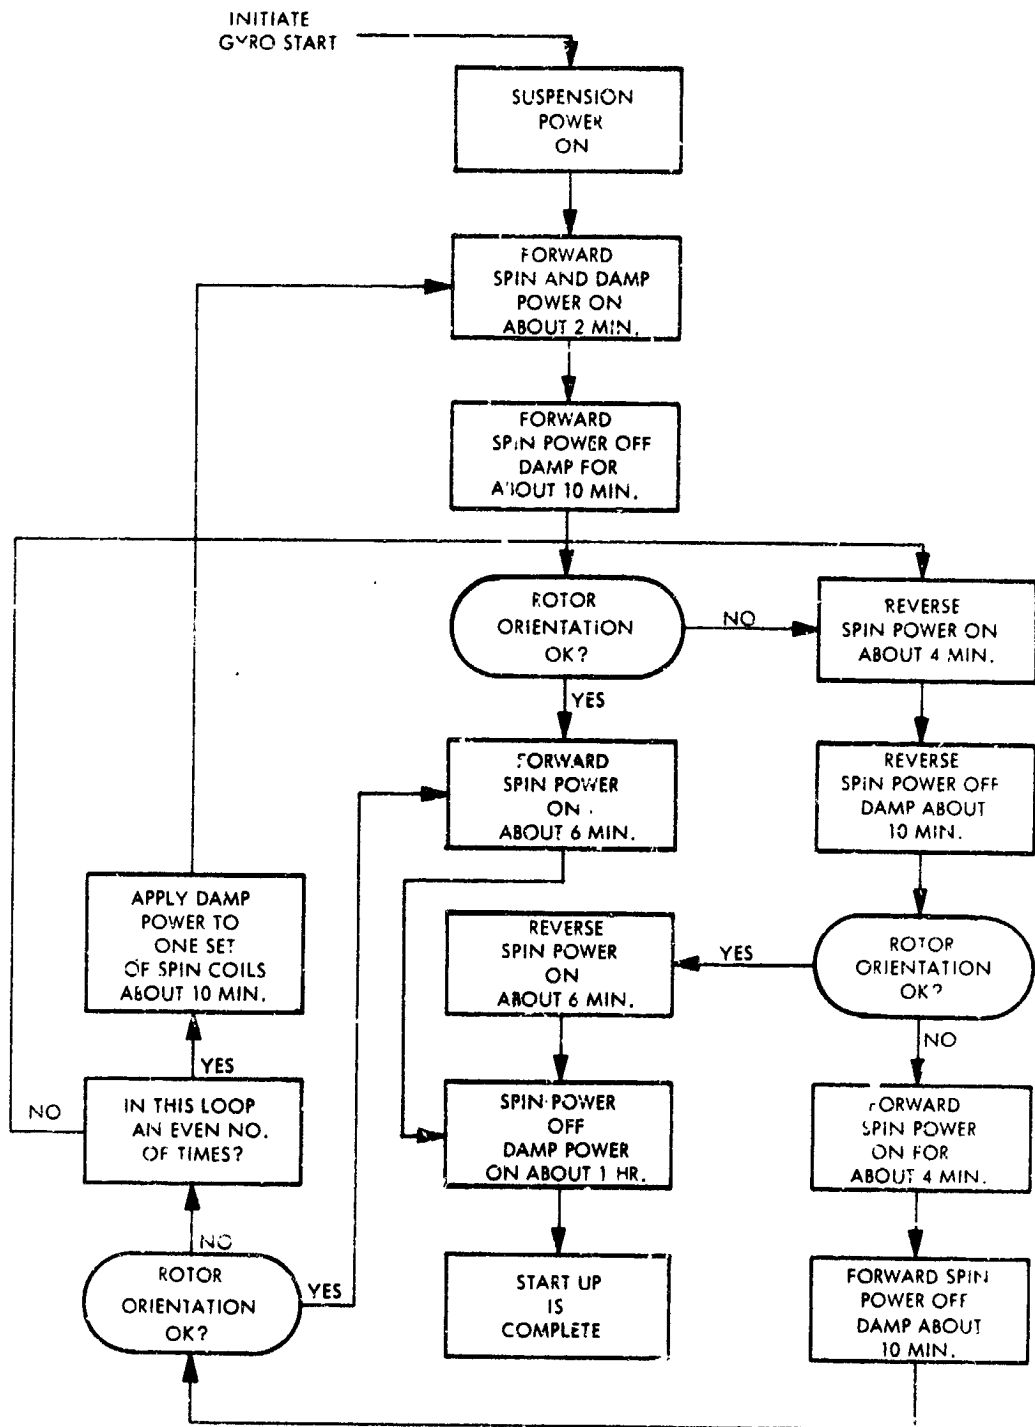 INITIATE
GYRO START
SUSPENSION
POWER
ON
FORWARD
SPIN AND DAMP
POWER ON
ABOUT 2 MIN.
FORWARD
SPIN POWER OFF
DAMP FOR
ABOUT 10 MIN.
ROTOR
ORIENTATION
OK?
NO
REVERSE
SPIN POWER ON
ABOUT 4 MIN.
YES
FORWARD
SPIN POWER
ON
ABOUT 6 MIN.
REVERSE
SPIN POWER OFF
DAMP ABOUT
10 MIN.
APPLY DAMP
POWER TO
ONE SET
OF SPIN COILS
ABOUT 10 MIN.
REVERSE
SPIN POWER
ON
ABOUT 6 MIN.
YES
ROTOR
ORIENTATION
OK?
NO
YES
NO
IN THIS LOOP
AN EVEN NO.
OF TIMES?
SPIN POWER
OFF
DAMP POWER
ON ABOUT 1 HR.
FORWARD
SPIN POWER
ON FOR
ABOUT 4 MIN.
NO
ROTOR
ORIENTATION
OK?
YES
START UP
IS
COMPLETE
FORWARD SPIN
POWER OFF
DAMP ABOUT
10 MIN.